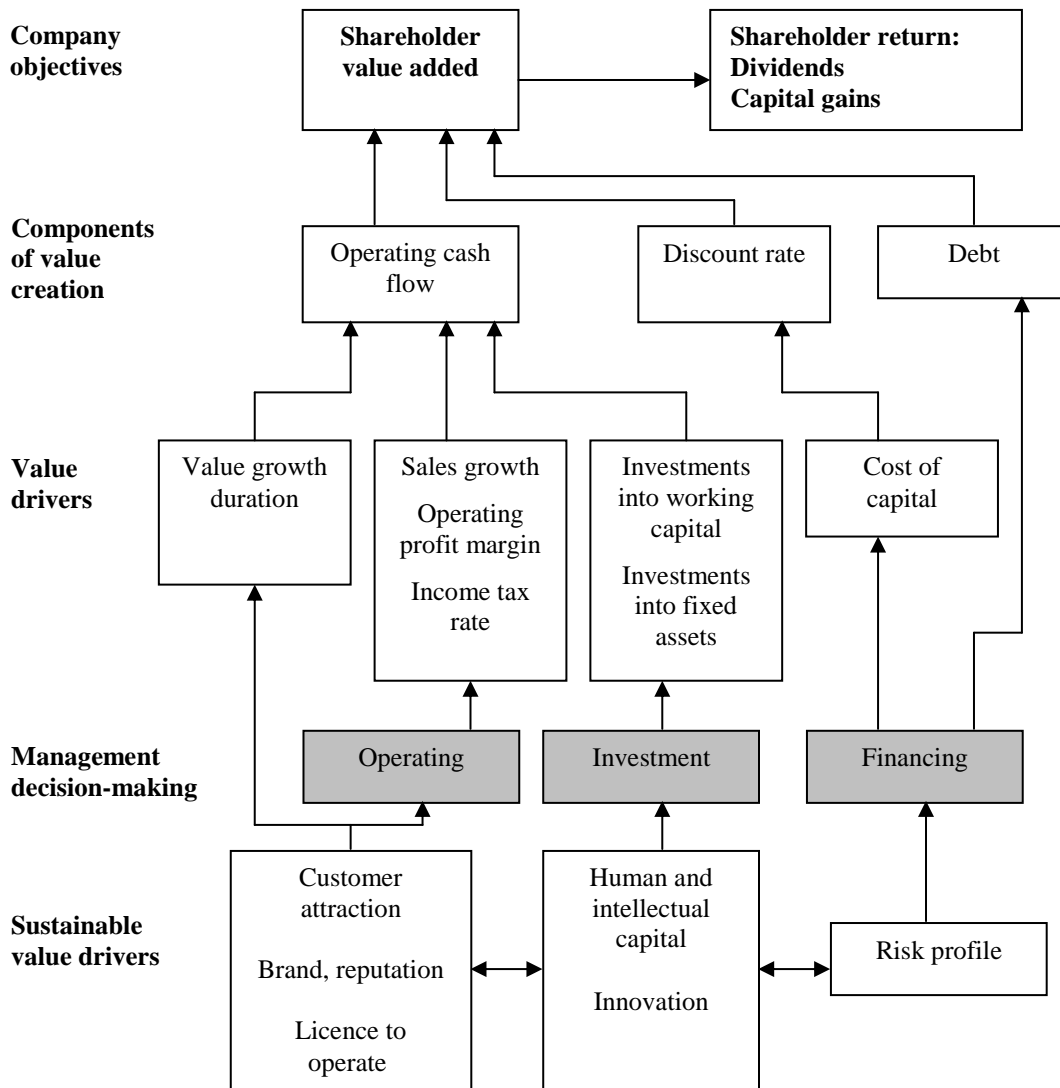 Company
objectives
Shareholder
value added
Shareholder return:
Dividends
Capital gains
Components
of value
creation
Operating cash
flow
Discount rate
Debt
Value
drivers
Value growth
duration
Sales growth
Operating
profit margin
Income tax
rate
Investments
into working
capital
Investments
into fixed
assets
Cost of
capital
Management
decision-making
Operating
Investment
Financing
Sustainable
value drivers
Customer
attraction
Brand, reputation
Licence to
operate
Human and
intellectual
capital
Innovation
Risk profile